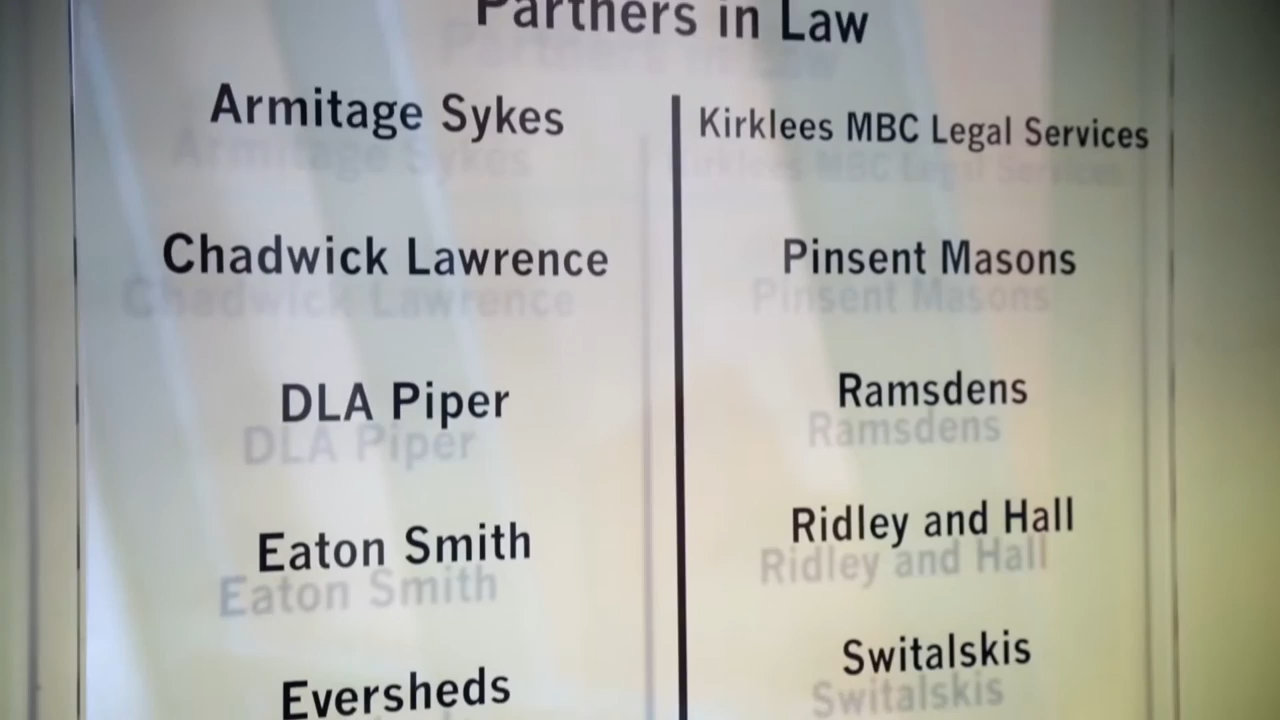 Partners in Law
Armitage Sykes
Chadwick Lawrence
DLA Piper
Eaton Smith
Eversheds
Kirklees MBC Legal Services
Pinsent Masons
Ramsdens
Ridley and Hall
Switalskis